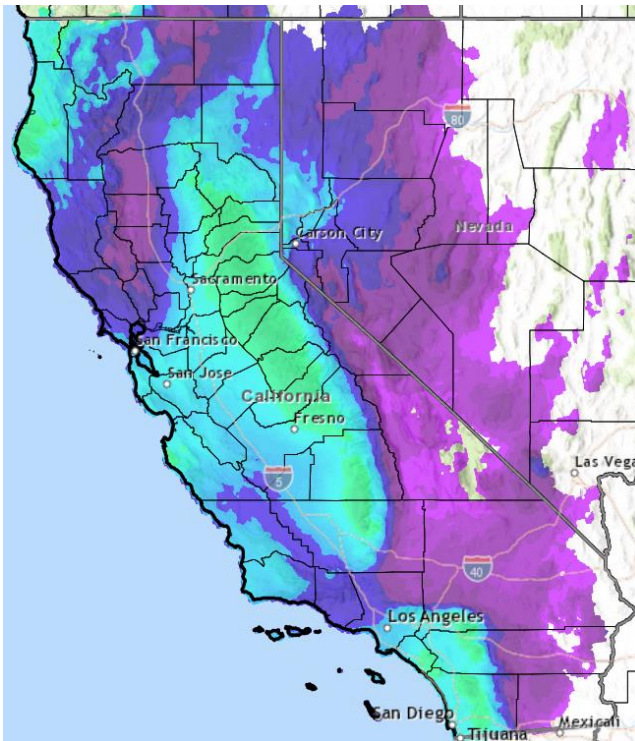 80
Nevada
Carson City
Sacramento
San Francisco
San Jose
California
Fresno
5
Las Vega
40
Los Angeles
San Diego
Mexicali
Tijuana